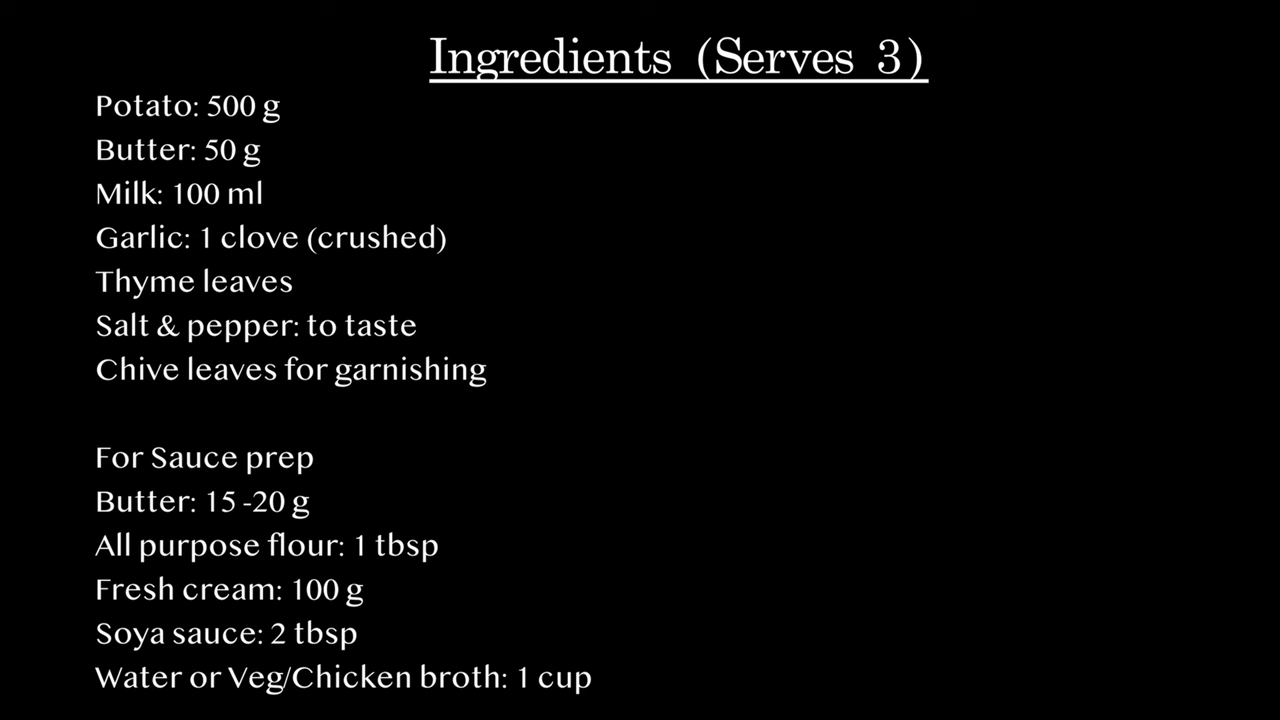 Ingredients (Serves 3)
Potato: 500 g
Butter: 50 g
Milk: 100 ml
Garlic: 1 clove (crushed)
Thyme leaves
Salt & pepper: to taste
Chive leaves for garnishing
For Sauce prep
Butter: 15 -20 g
All purpose flour: 1 tbsp
Fresh cream: 100 g
Soya sauce: 2 tbsp
Water or Veg/Chicken broth: 1 cup